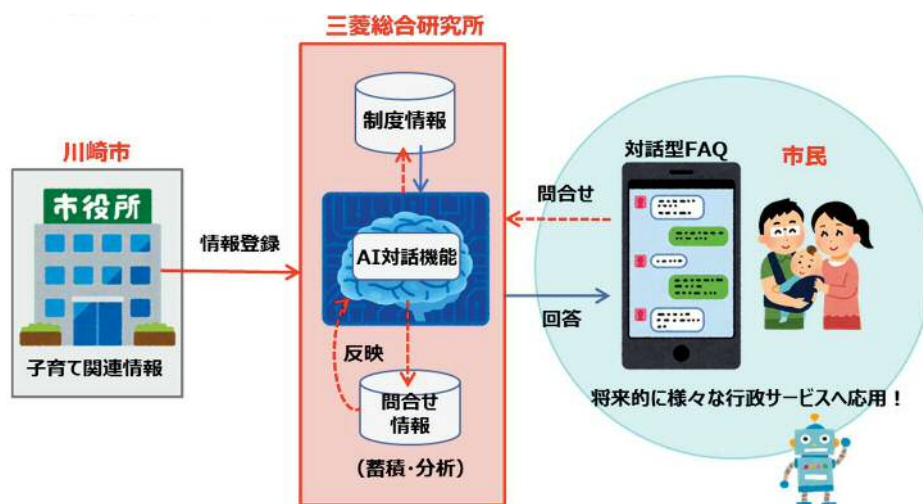 三菱総合研究所
川崎市
市役所
子育て関連情報
情報登録
制度情報
AI対話機能
反映
問合せ
情報
(蓄積・分析)
問合せ
回答
対話型FAQ
市民
将来的に様々な行政サービスへ応用！